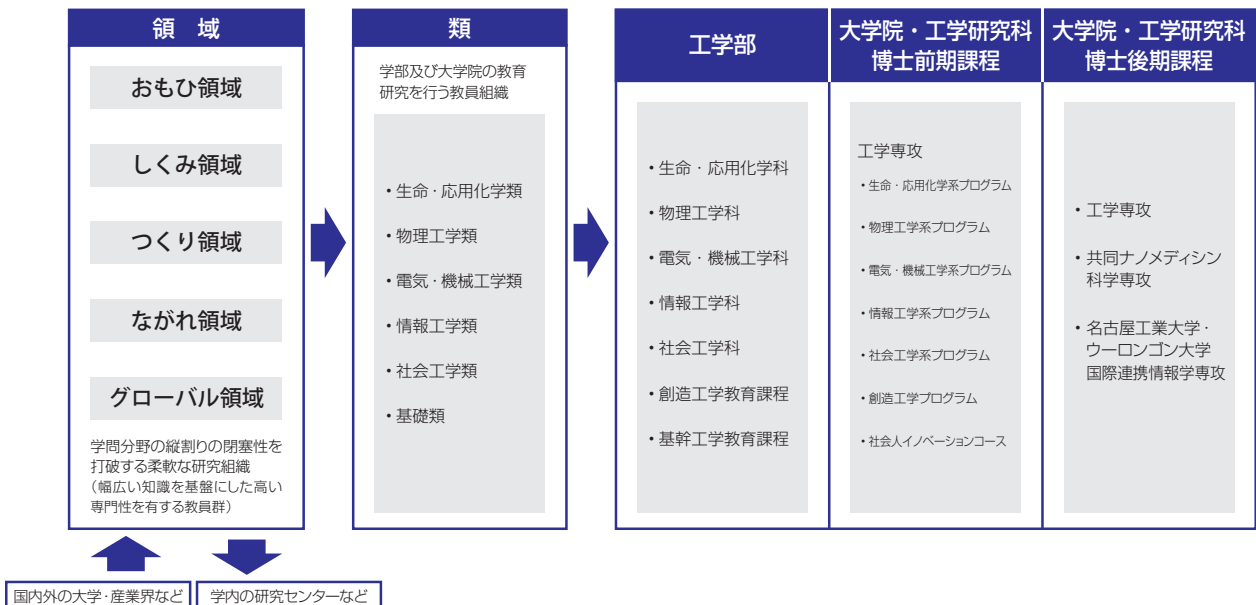 領　域
おもひ領域
しくみ領域
つくり領域
ながれ領域
グローバル領域
学問分野の縦割りの閉塞性を
打破する柔軟な研究組織
（幅広い知識を基盤にした高い
専門性を有する教員群）
国内外の大学・産業界など
学内の研究センターなど
類
学部及び大学院の教育
研究を行う教員組織
・生命・応用化学類
・物理工学類
・電気・機械工学類
・情報工学類
・社会工学類
・基礎類
工学部
・生命・応用化学科
・物理工学科
・電気・機械工学科
・情報工学科
・社会工学科
・創造工学教育課程
・基幹工学教育課程
大学院・工学研究科
博士前期課程
工学専攻
・生命・応用化学系プログラム
・物理工学系プログラム
・電気・機械工学系プログラム
・情報工学系プログラム
・社会工学系プログラム
・創造工学プログラム
・社会人イノベーションコース
大学院・工学研究科
博士後期課程
・工学専攻
・共同ナノメディシン
科学専攻
・名古屋工業大学・
ウーロンゴン大学
国際連携情報学専攻